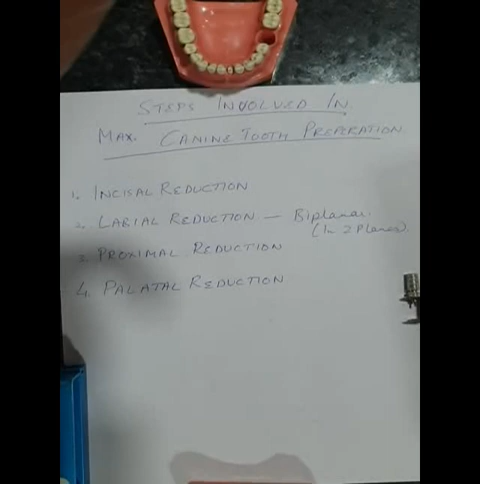 STEPS INVOLVED IN
MAX. CANINE TOOTH PREPERATION
1. INCISAL REDUCTION
2. LABIAL REDUCTION — Biplanar.
(In 2 Planes).
3. PROXIMAL REDUCTION
4. PALATAL REDUCTION